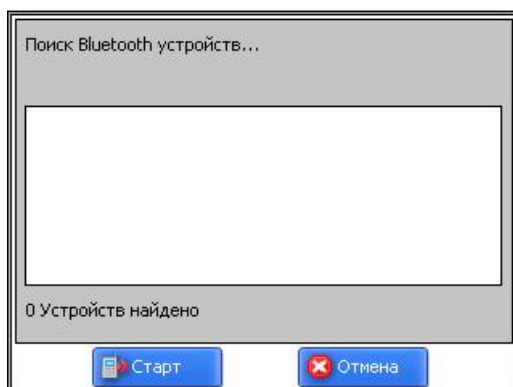 Поиск Bluetooth устройств...
0 Устройств найдено
Старт
Отмена